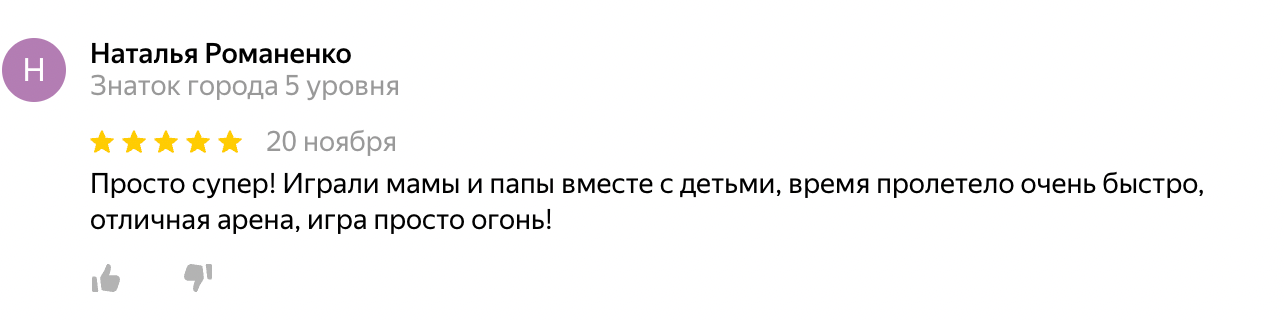 Н
Наталья Романенко
Знаток города 5 уровня
20 ноября
Просто супер! Играли мамы и папы вместе с детьми, время пролетело очень быстро,
отличная арена, игра просто огонь!